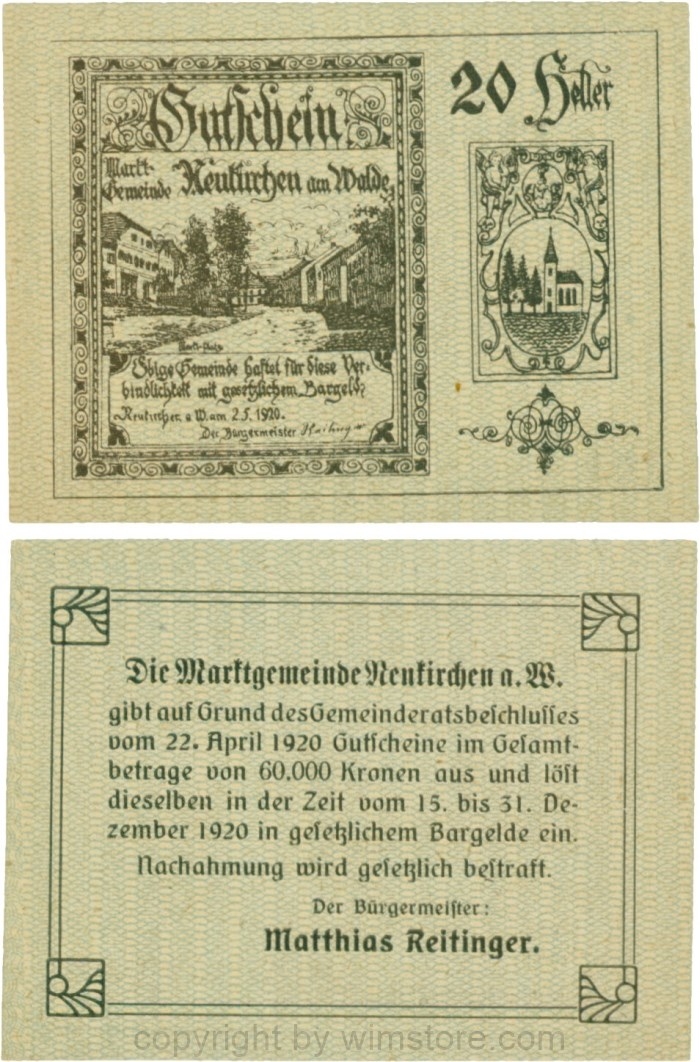 Gutschein
Markt-
Gemeinde Neukirchen am Walde
20 Heller
Markt-Platz
Obige Gemeinde haftet für diese Ver-
bindlichkeit mit gesetzlichem Bargeld.
Neukirchen a. W. am 2.5. 1920.
Der Bürgermeister
Die Marktgemeinde Neukirchen a. W.
gibt auf Grund des Gemeinderatsbeschlusses
vom 22. April 1920 Gutscheine im Gesamt-
betrage von 60.000 Kronen aus und löst
dieselben in der Zeit vom 15. bis 31. De-
zember 1920 in gesetzlichem Bargelde ein.
Nachahmung wird gesetzlich bestraft.
Der Bürgermeister:
Matthias Reitinger.
copyright by wimstore.com